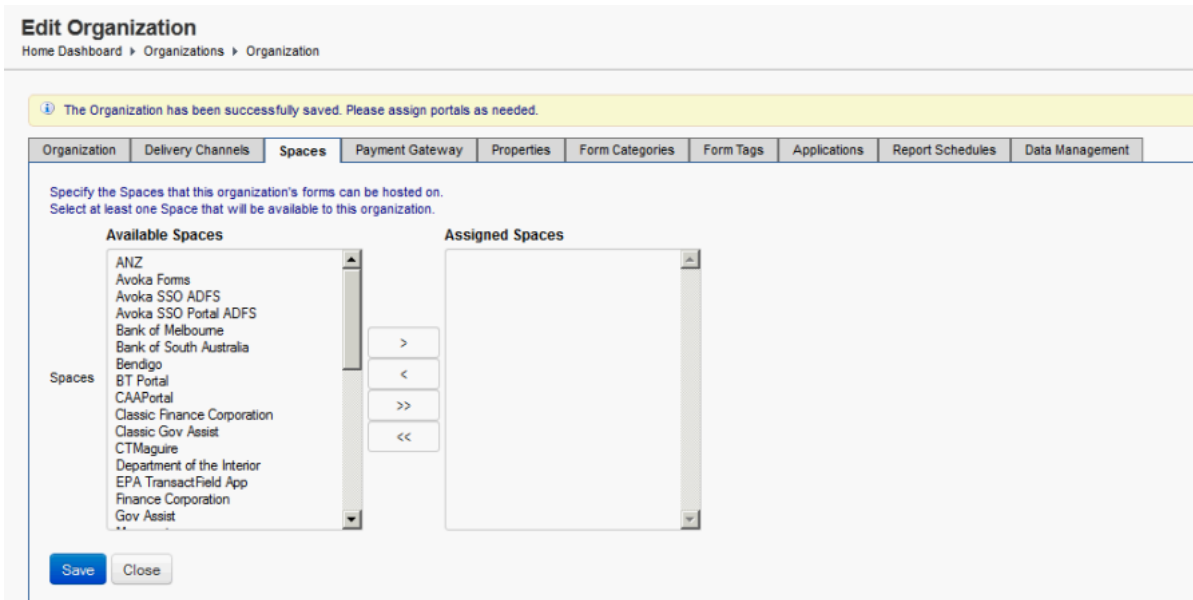 Edit Organization
Home Dashboard ▸ Organizations ▸ Organization
The Organization has been successfully saved. Please assign portals as needed.
Organization Delivery Channels Spaces Payment Gateway Properties Form Categories Form Tags Applications Report Schedules Data Management
Specify the Spaces that this organization's forms can be hosted on.
Select at least one Space that will be available to this organization.
Available Spaces Assigned Spaces
Spaces
ANZ
Avoka Forms
Avoka SSO ADFS
Avoka SSO Portal ADFS
Bank of Melbourne
Bank of South Australia
Bendigo
BT Portal
CAAPortal
Classic Finance Corporation
Classic Gov Assist
CTMaguire
Department of the Interior
EPA TransactField App
Finance Corporation
Gov Assist
>
<
>>
<<
Save Close